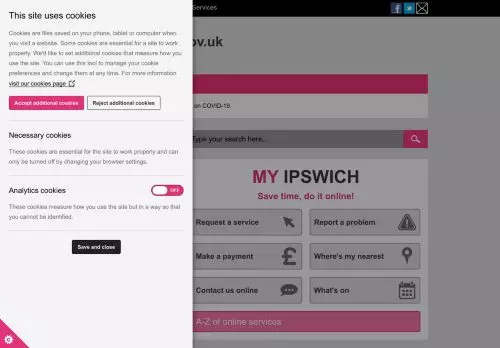 This site uses cookies
Services
Cookies are files saved on your phone, tablet or computer when
you visit a website. Some cookies are essential for a site to work
properly. We'd like to set additional cookies that measure how you
use the site. You can use this tool to manage your cookie
preferences and change them at any time. For more information
visit our cookies page
ov.uk
Accept additional cookies
Reject additional cookies
on COVID-19.
Necessary cookies
Type your search here...
These cookies are essential for the site to work properly and can
only be turned off by changing your browser settings.
MY IPSWICH
Save time, do it online!
Analytics cookies
OFF
These cookies measure how you use the site but in a way so that
you cannot be identified.
Save and close
Request a service
Report a problem
Make a payment
Where's my nearest
Contact us online
What's on
A-Z of online services